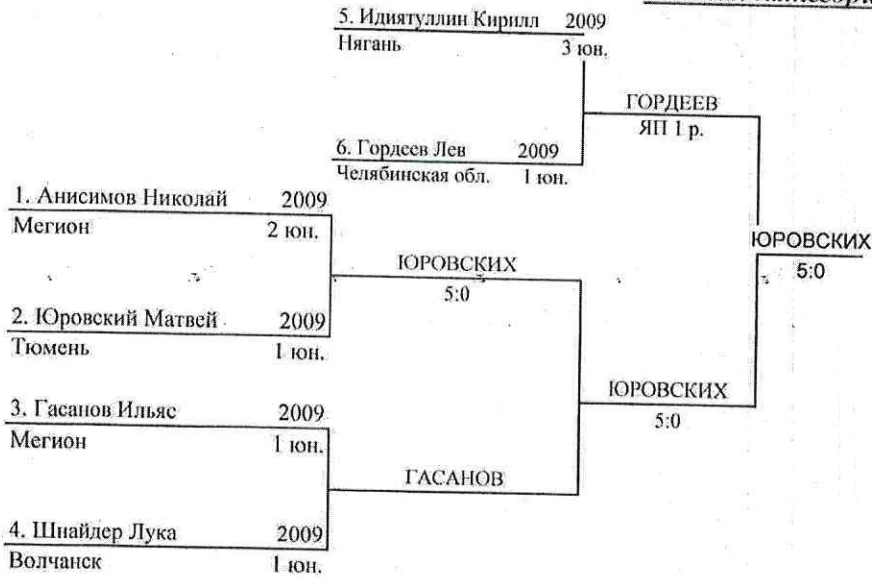 5. Идиятуллин Кирилл 2009
Нягань 3 юн.
ГОРДЕЕВ
ЯП 1 р.
6. Гордеев Лев 2009
Челябинская обл. 1 юн.
1. Анисимов Николай 2009
Мегион 2 юн.
ЮРОВСКИХ
5:0
ЮРОВСКИХ
5:0
2. Юровский Матвей 2009
Тюмень 1 юн.
ЮРОВСКИХ
5:0
3. Гасанов Ильяс 2009
Мегион 1 юн.
ГАСАНОВ
4. Шнайдер Лука 2009
Волчанск 1 юн.